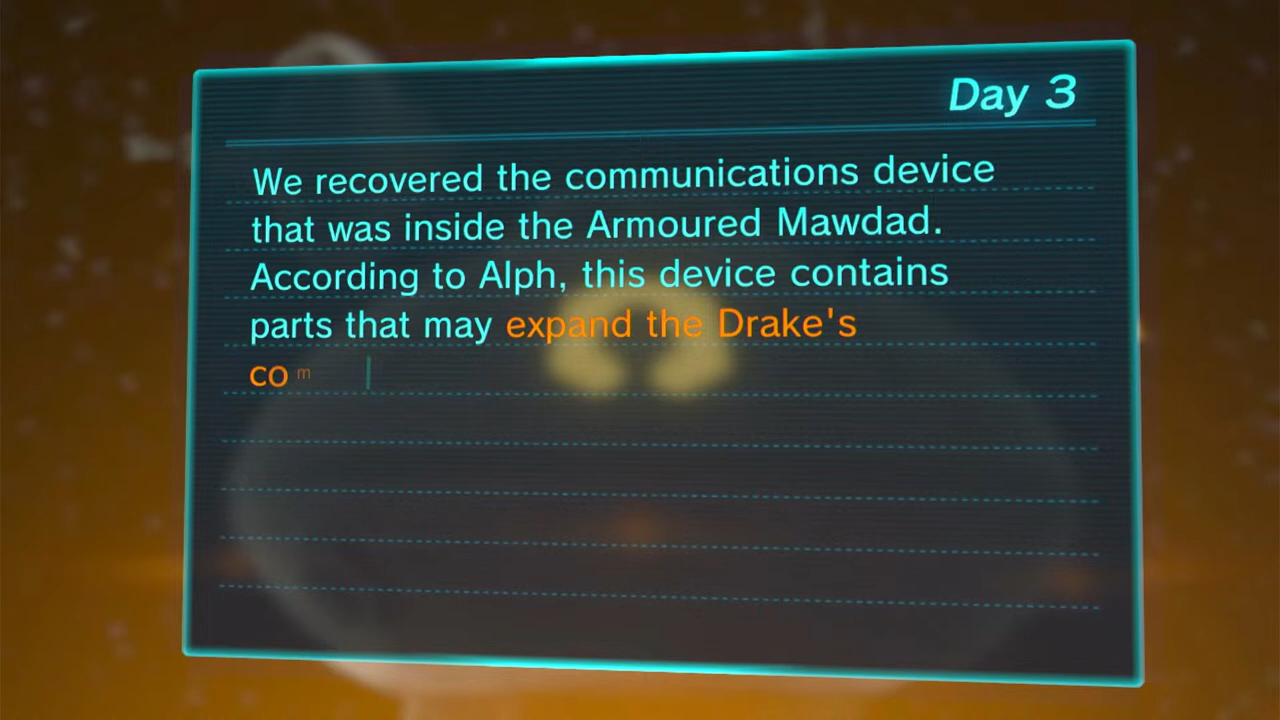 Day 3
We recovered the communications device
that was inside the Armoured Mawdad.
According to Alph, this device contains
parts that may expand the Drake's
com